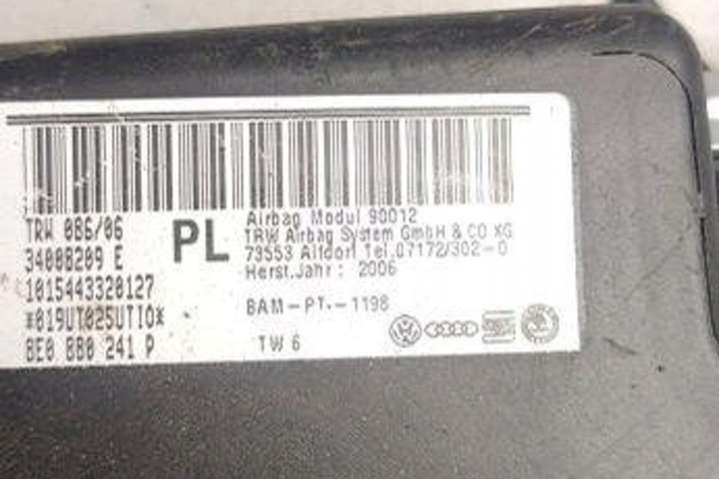 TRW 086/06
34008209 E
1015443320127
*019UT025UTIO*
8E0 880 241 P
PL
Airbag Modul 90012
TRW Airbag System GmbH & CO KG
73553 Alfdorf Tel.07172/302-0
Herst.Jahr: 2006
BAM-PT.-1198
TW 6